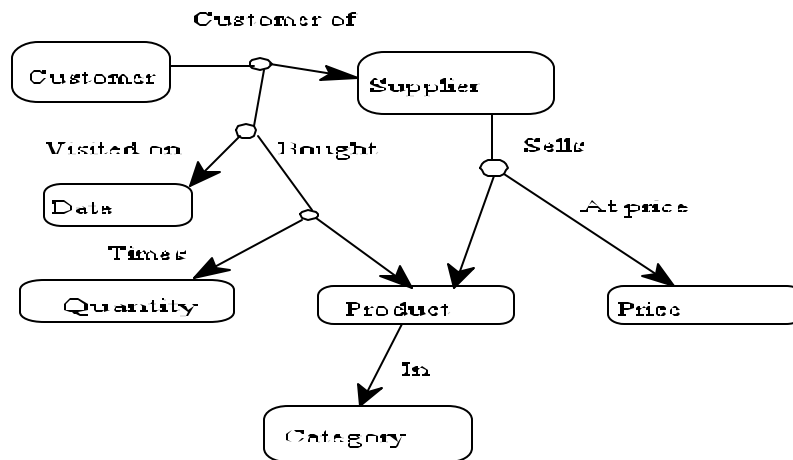 Customer of
Customer
Supplier
Visited on
Bought
Sells
Date
At price
Times
Quantity
Product
Price
In
Category